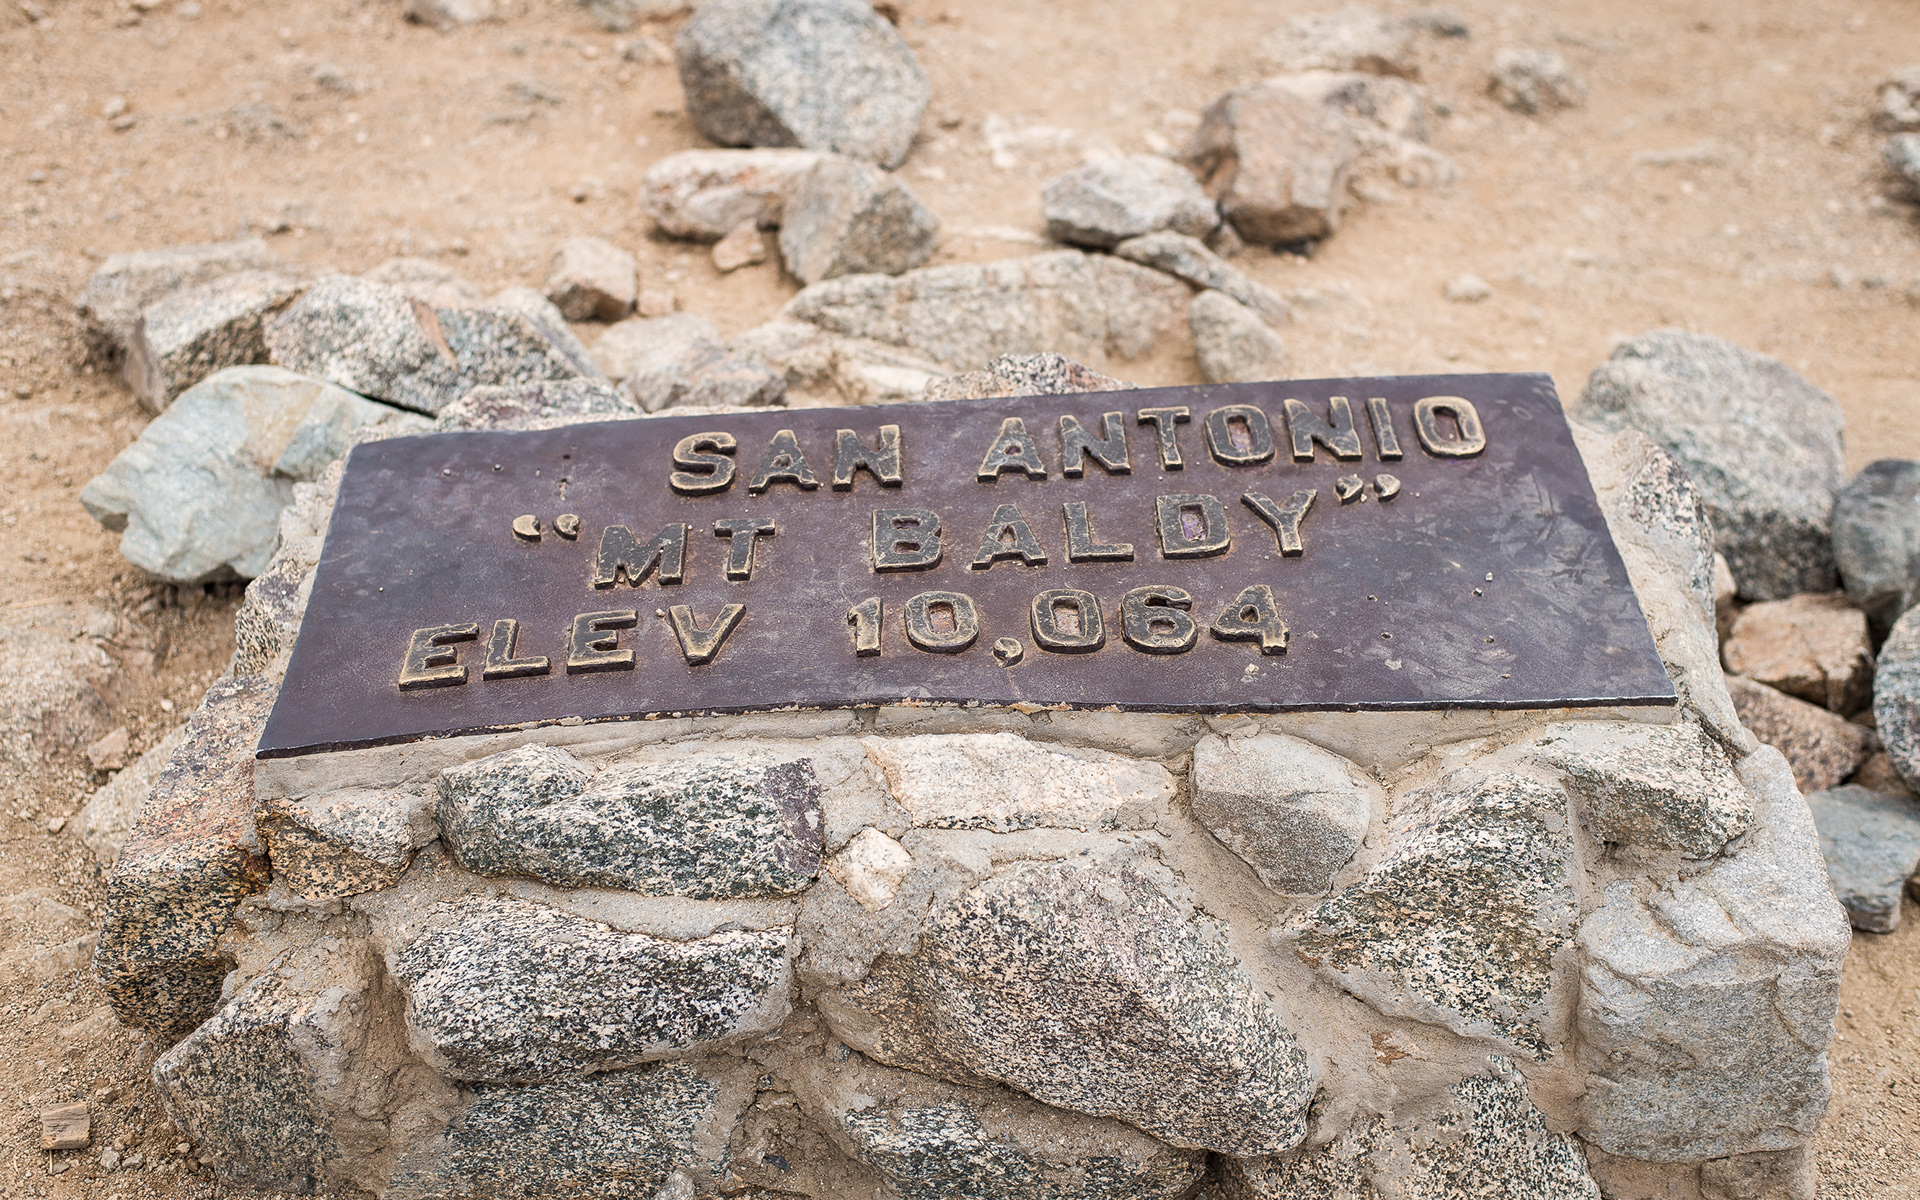 SAN ANTONIO
“MT BALDY”
ELEV 10,064